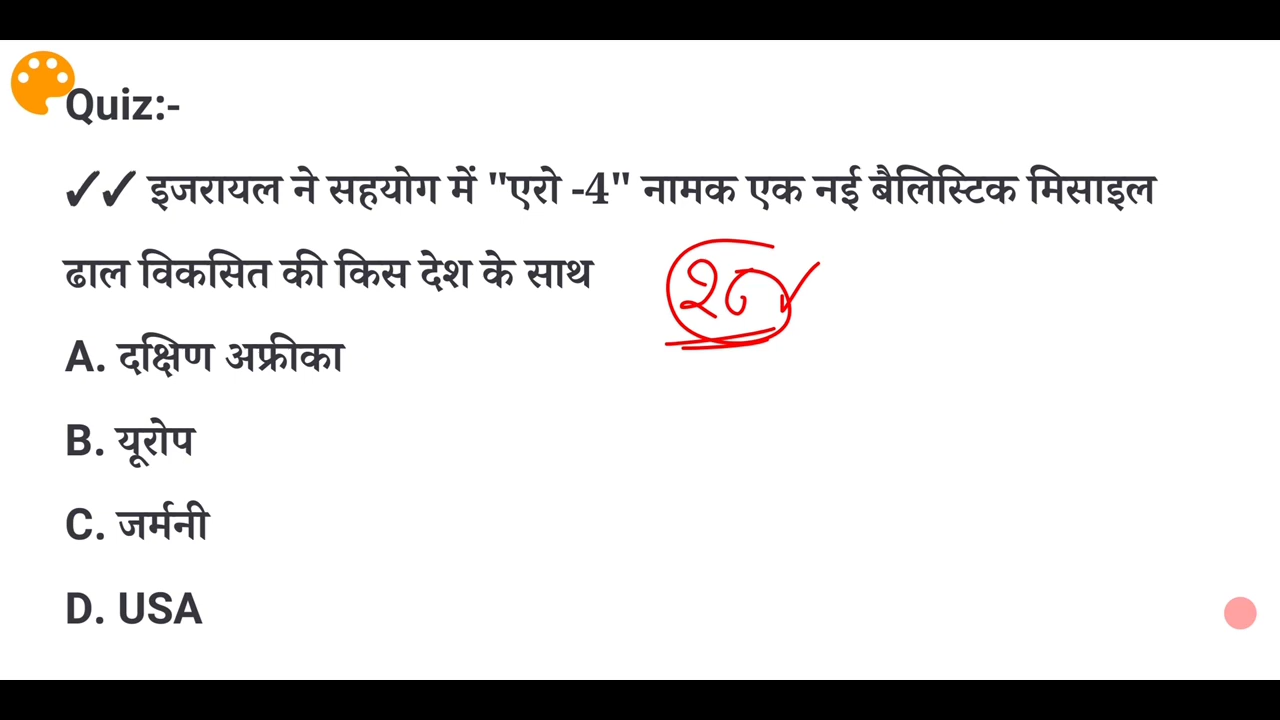 Quiz:-
✓✓ इजरायल ने सहयोग में "एरो -4" नामक एक नई बैलिस्टिक मिसाइल
ढाल विकसित की किस देश के साथ
A. दक्षिण अफ्रीका
B. यूरोप
C. जर्मनी
D. USA